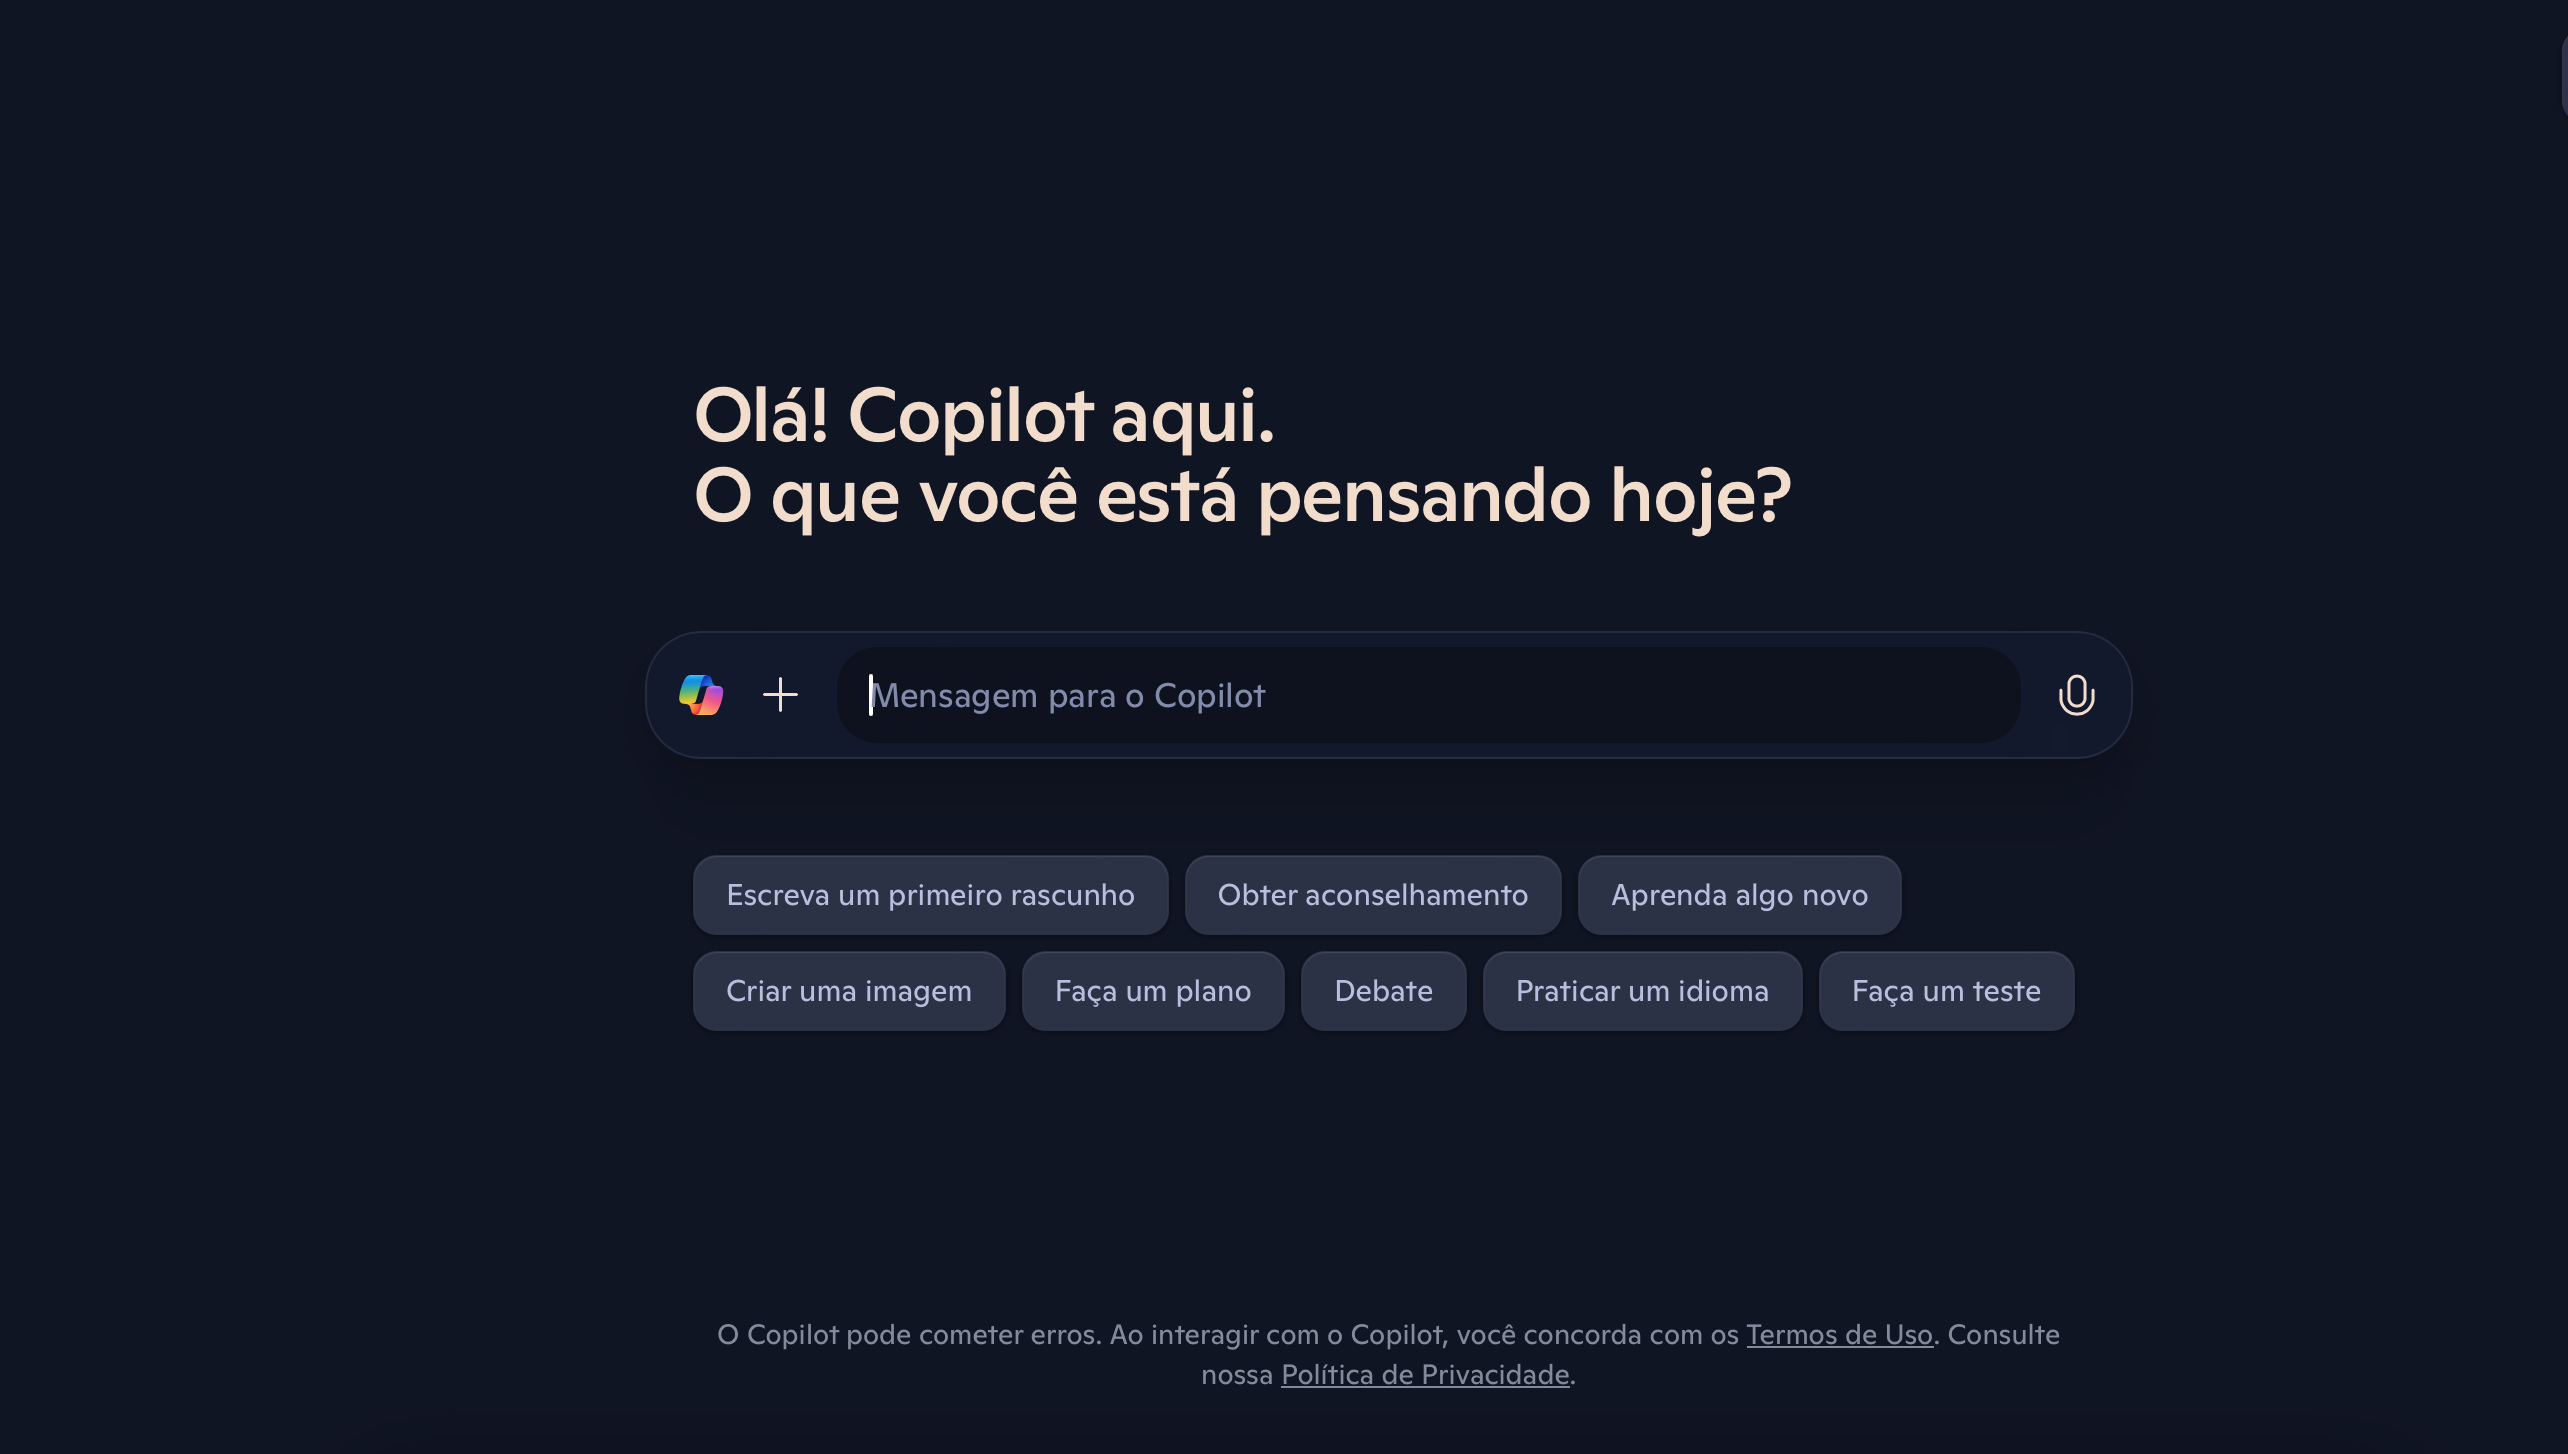 Olá! Copilot aqui.
O que você está pensando hoje?
Mensagem para o Copilot
Escreva um primeiro rascunho
Obter aconselhamento
Aprenda algo novo
Criar uma imagem
Faça um plano
Debate
Praticar um idioma
Faça um teste
O Copilot pode cometer erros. Ao interagir com o Copilot, você concorda com os Termos de Uso. Consulte
nossa Política de Privacidade.